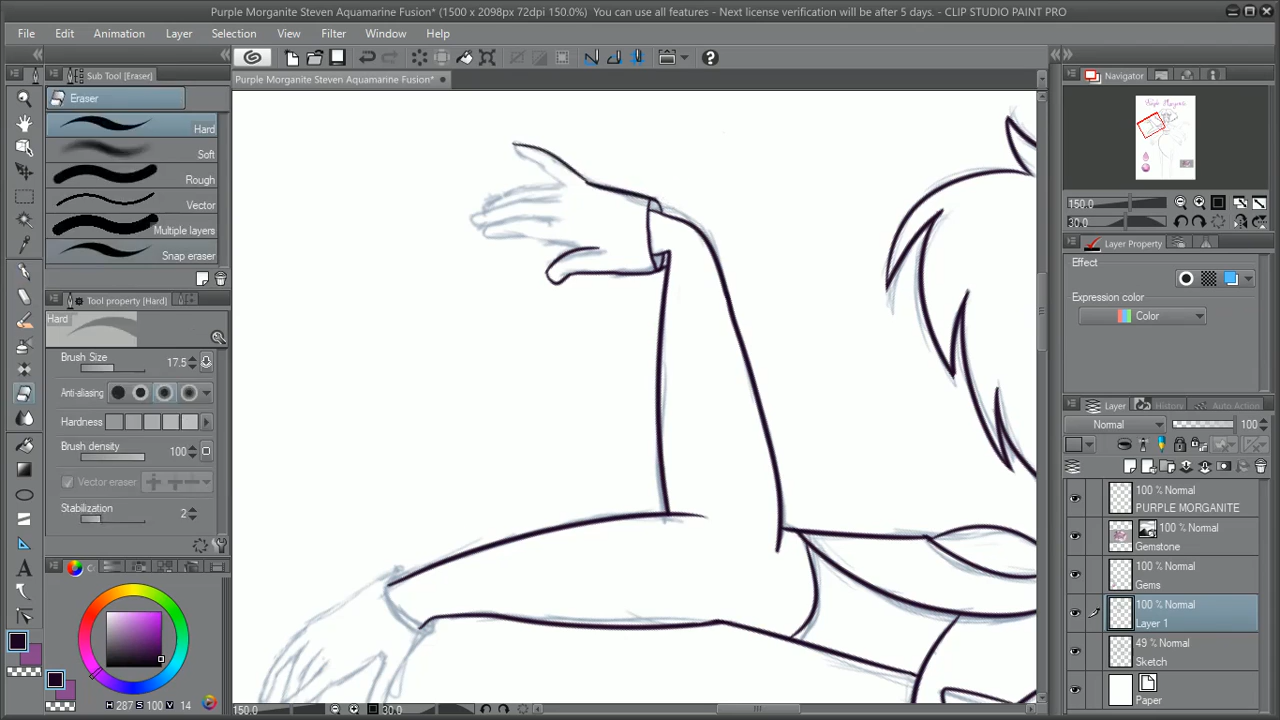 Purple Morganite Steven Aquamarine Fusion* (1500 x 2098px 72dpi 150.0%)  You can use all features - Next license verification will be after 5 days. - CLIP STUDIO PAINT PRO
File Edit Animation Layer Selection View Filter Window Help
Purple Morganite Steven Aquamarine Fusion*
Sub Tool [Eraser]
Eraser
Hard
Soft
Rough
Vector
Multiple layers
Snap eraser
Tool property [Hard]
Hard
Brush Size 17.5
Anti-aliasing
Hardness
Brush density 100
Vector eraser
Stabilization 2
H 287 S 100 V 14
150.0 30.0
Navigator
Purple Morganite
150.0
30.0
Layer Property
Effect
Expression color
Color
Layer History Auto Action
Normal 100
100 % Normal
PURPLE MORGANITE
100 % Normal
Gemstone
100 % Normal
Gems
100 % Normal
Layer 1
49 % Normal
Sketch
Paper